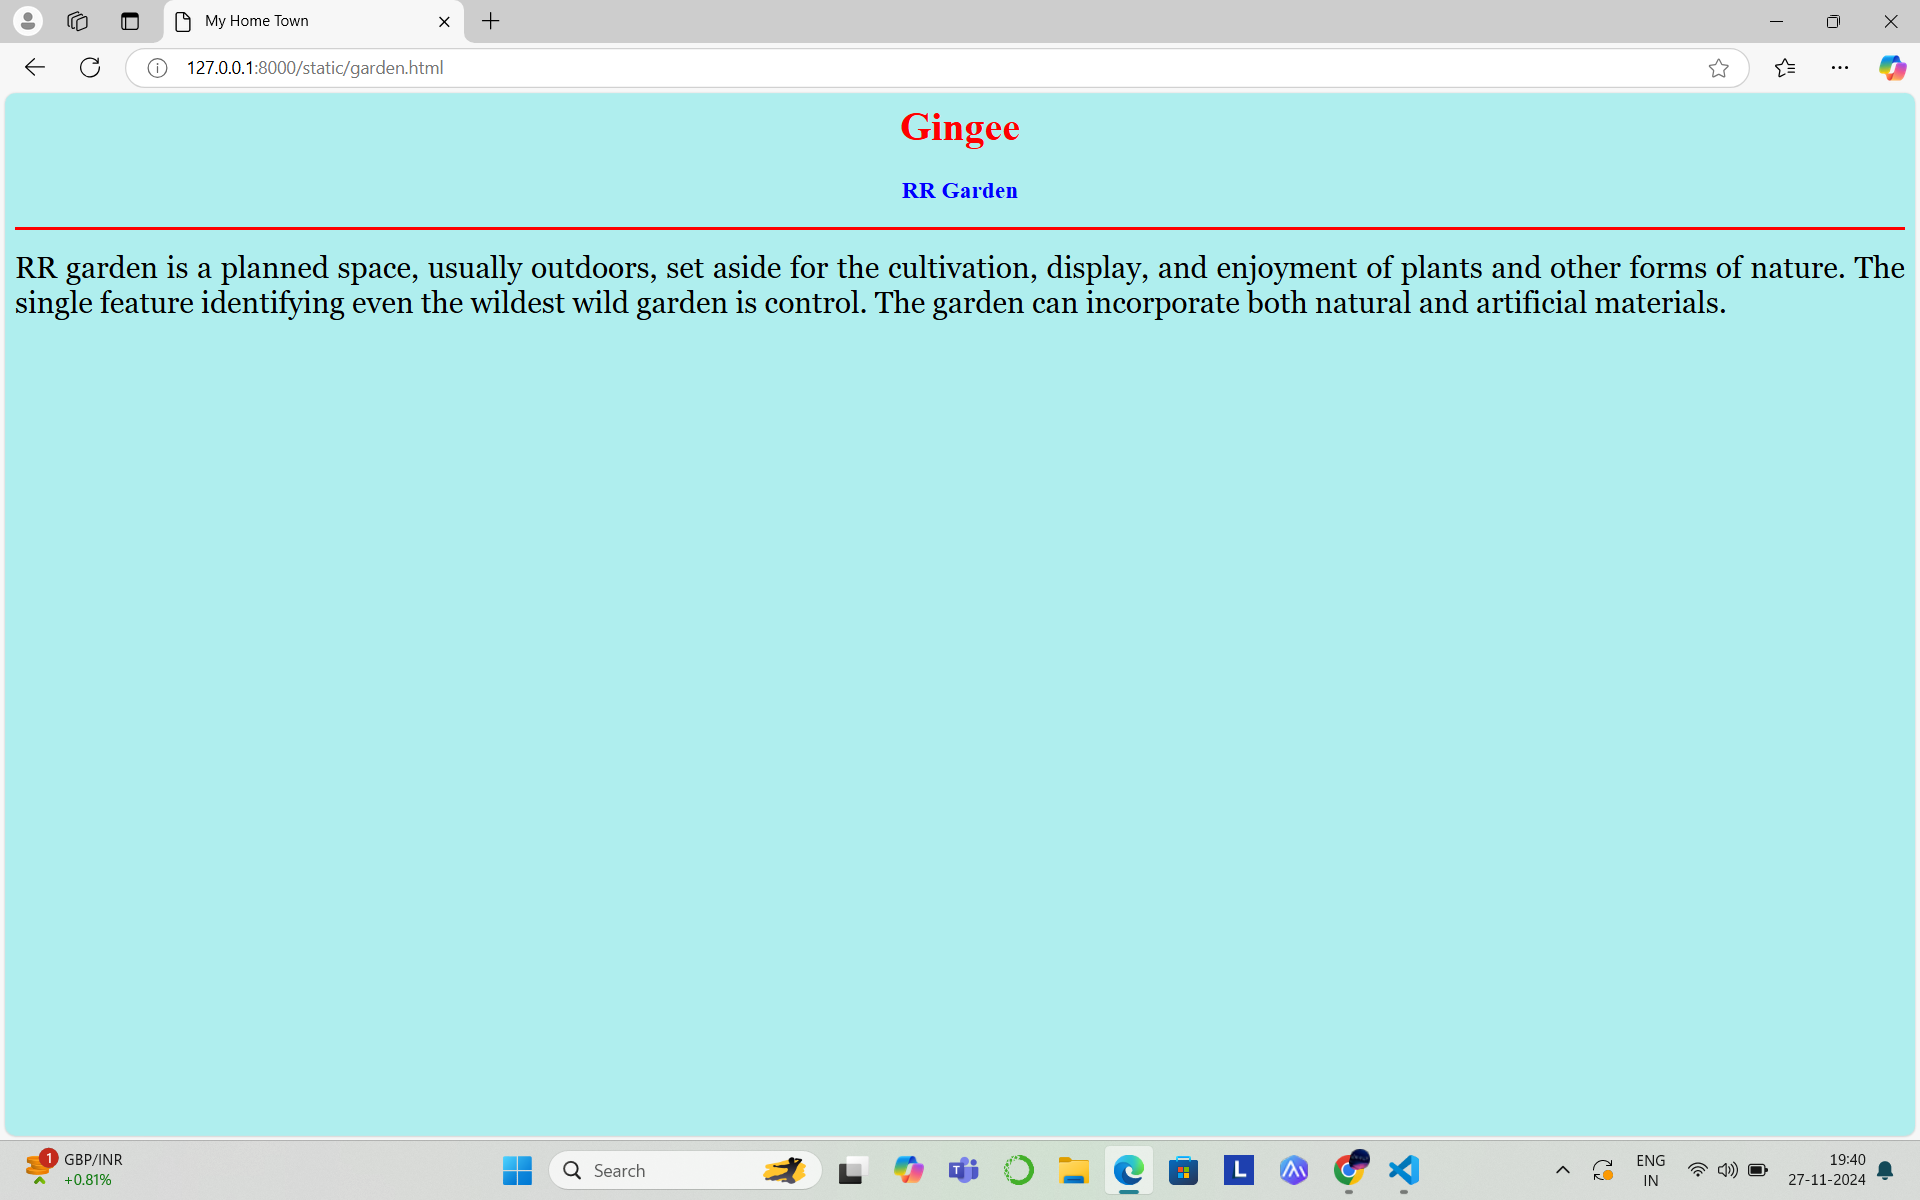 My Home Town
127.0.0.1:8000/static/garden.html
Gingee
RR Garden
RR garden is a planned space, usually outdoors, set aside for the cultivation, display, and enjoyment of plants and other forms of nature. The
single feature identifying even the wildest wild garden is control. The garden can incorporate both natural and artificial materials.
1
GBP/INR
+0.81%
Search
T
L
ENG
IN
19:40
27-11-2024